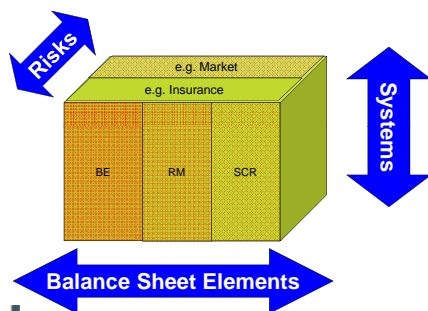 Risks
e.g. Market
e.g. Insurance
Systems
BE
RM
SCR
Balance Sheet Elements